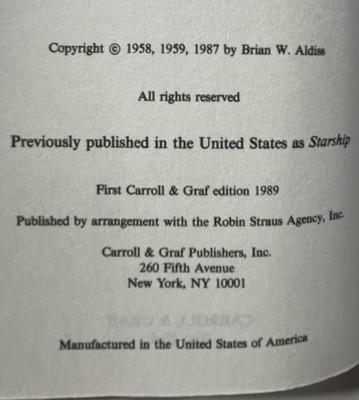 Copyright © 1958, 1959, 1987 by Brian W. Aldiss
All rights reserved
Previously published in the United States as Starship
First Carroll & Graf edition 1989
Published by arrangement with the Robin Straus Agency, Inc.
Carroll & Graf Publishers, Inc.
260 Fifth Avenue
New York, NY 10001
Manufactured in the United States of America